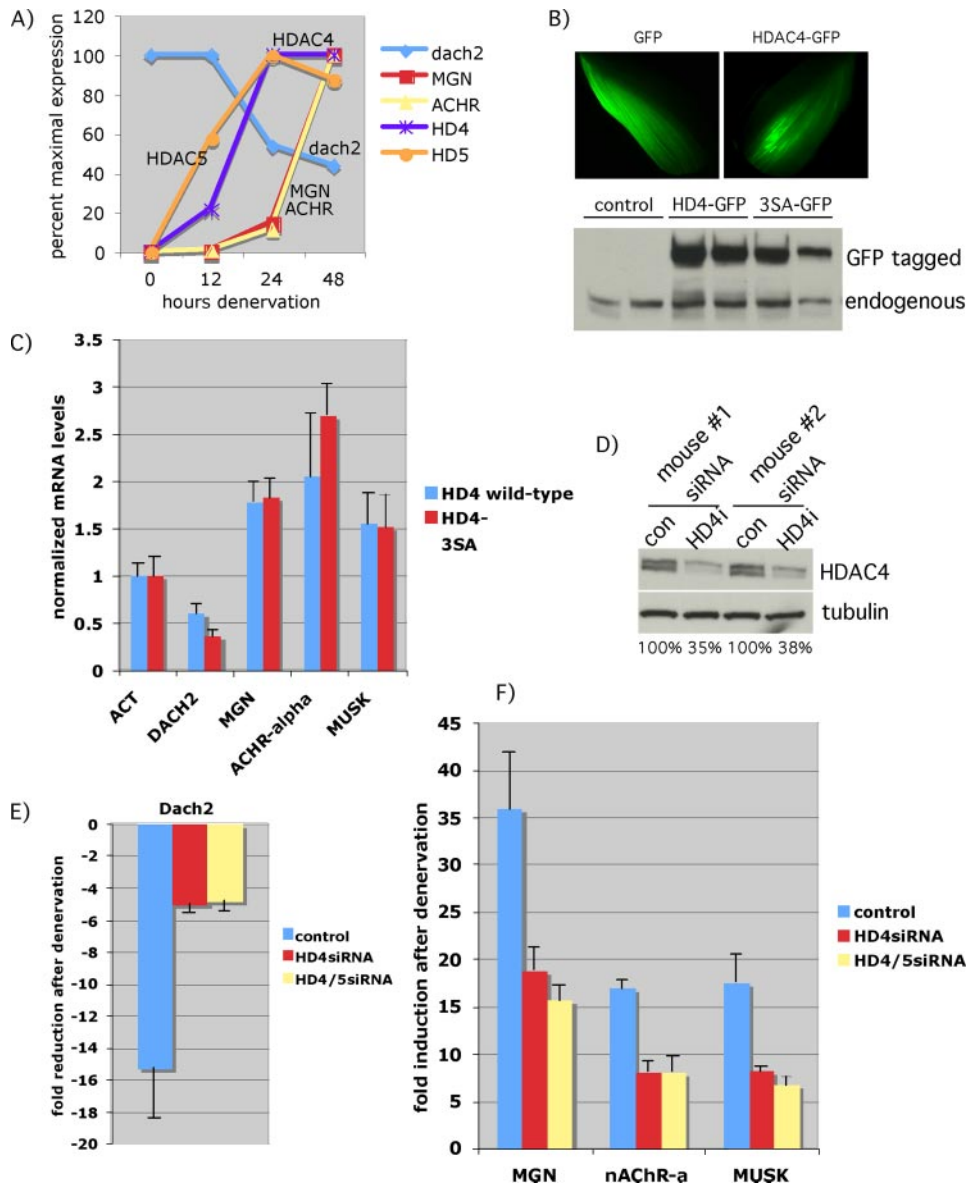 A)
percent maximal expression
120
100
80
60
40
20
0
HDAC4
HDAC5
dach2
MGN
ACHR
0 12 24 48
hours denervation
dach2
MGN
ACHR
HD4
HD5
B)
GFP HDAC4-GFP
control HD4-GFP 3SA-GFP
GFP tagged
endogenous
C)
normalized mRNA levels
3.5
3
2.5
2
1.5
1
0.5
0
ACT DACH2 MGN ACHR-alpha MUSK
HD4 wild-type
HD4-
3SA
D)
mouse #1 mouse #2
siRNA siRNA
con HD4i con HD4i
HDAC4
tubulin
100% 35% 100% 38%
E)
Dach2
fold reduction after denervation
0
-2
-4
-6
-8
-10
-12
-14
-16
-18
-20
control
HD4siRNA
HD4/5siRNA
F)
fold induction after denervation
45
40
35
30
25
20
15
10
5
0
MGN nAChR-a MUSK
control
HD4siRNA
HD4/5siRNA